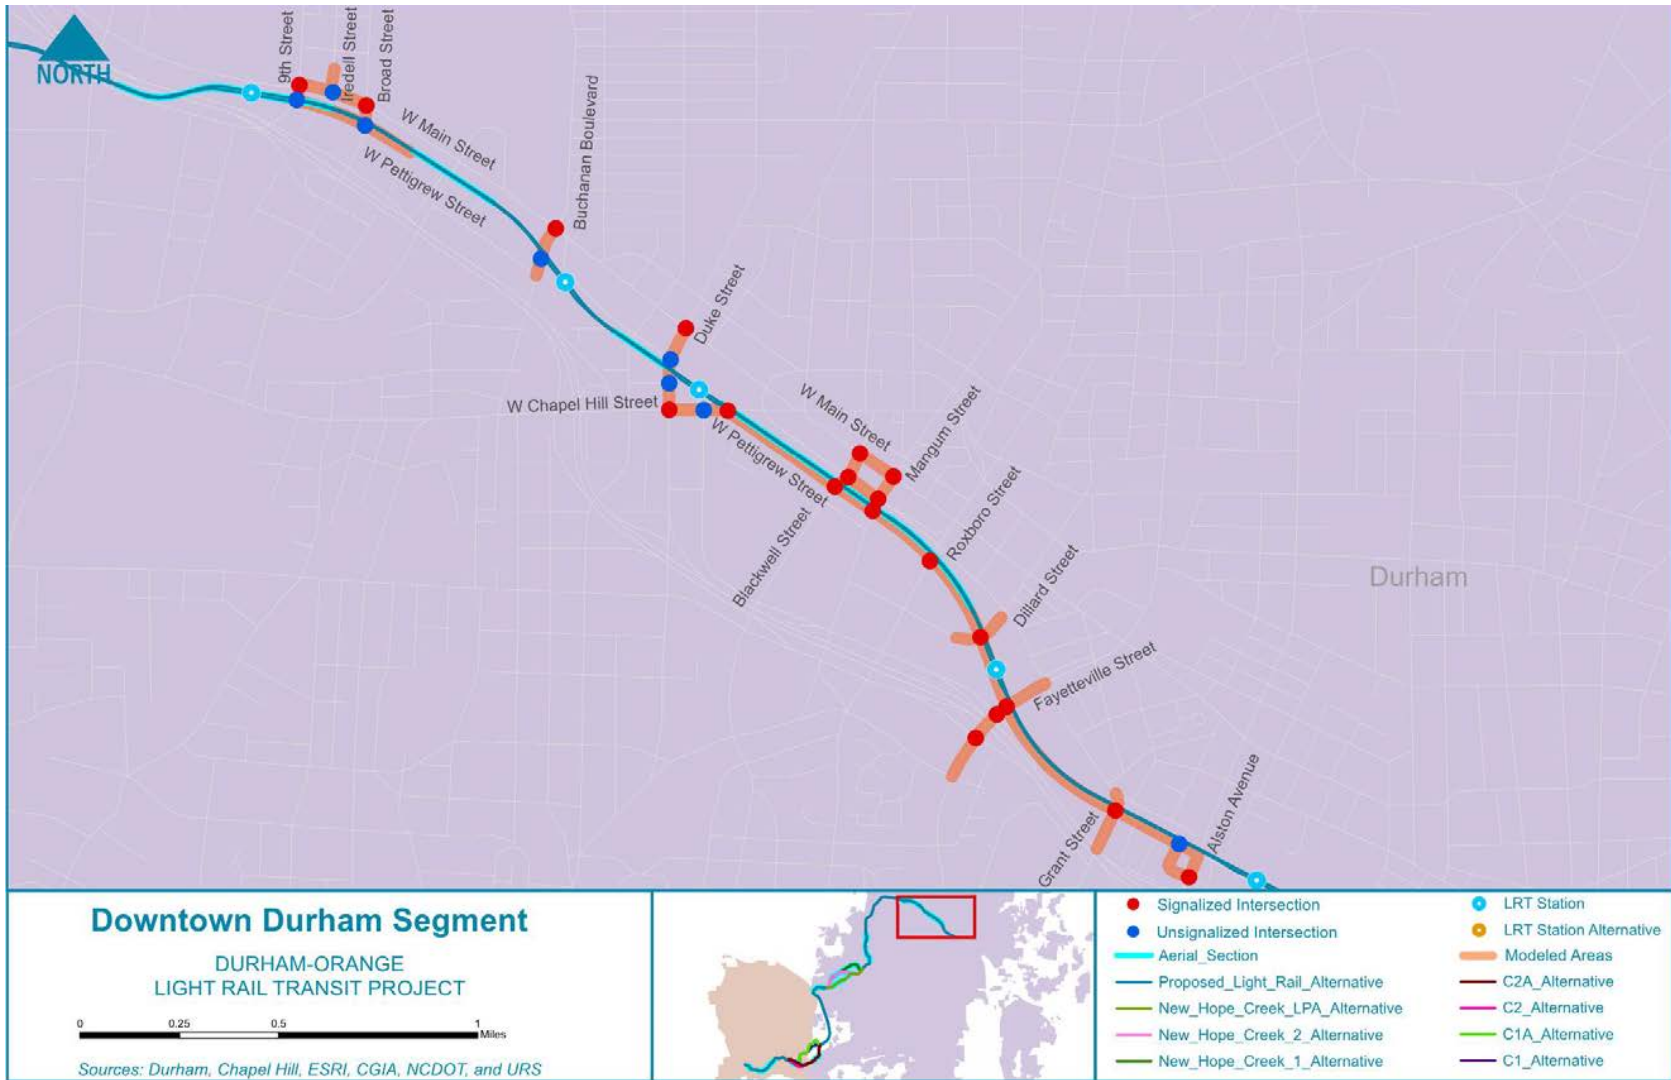 NORTH
9th Street
Iredell Street
Broad Street
W Main Street
W Pettigrew Street
Buchanan Boulevard
Duke Street
W Chapel Hill Street
W Pettigrew Street
W Main Street
Mangum Street
Blackwell Street
Roxboro Street
Dillard Street
Durham
Fayetteville Street
Grant Street
Alston Avenue
Downtown Durham Segment
DURHAM-ORANGE
LIGHT RAIL TRANSIT PROJECT
0 0.25 0.5 1
Miles
Sources: Durham, Chapel Hill, ESRI, CGIA, NCDOT, and URS
Signalized Intersection
Unsignalized Intersection
Aerial_Section
Proposed_Light_Rail_Alternative
New_Hope_Creek_LPA_Alternative
New_Hope_Creek_2_Alternative
New_Hope_Creek_1_Alternative
LRT Station
LRT Station Alternative
Modeled Areas
C2A_Alternative
C2_Alternative
C1A_Alternative
C1_Alternative